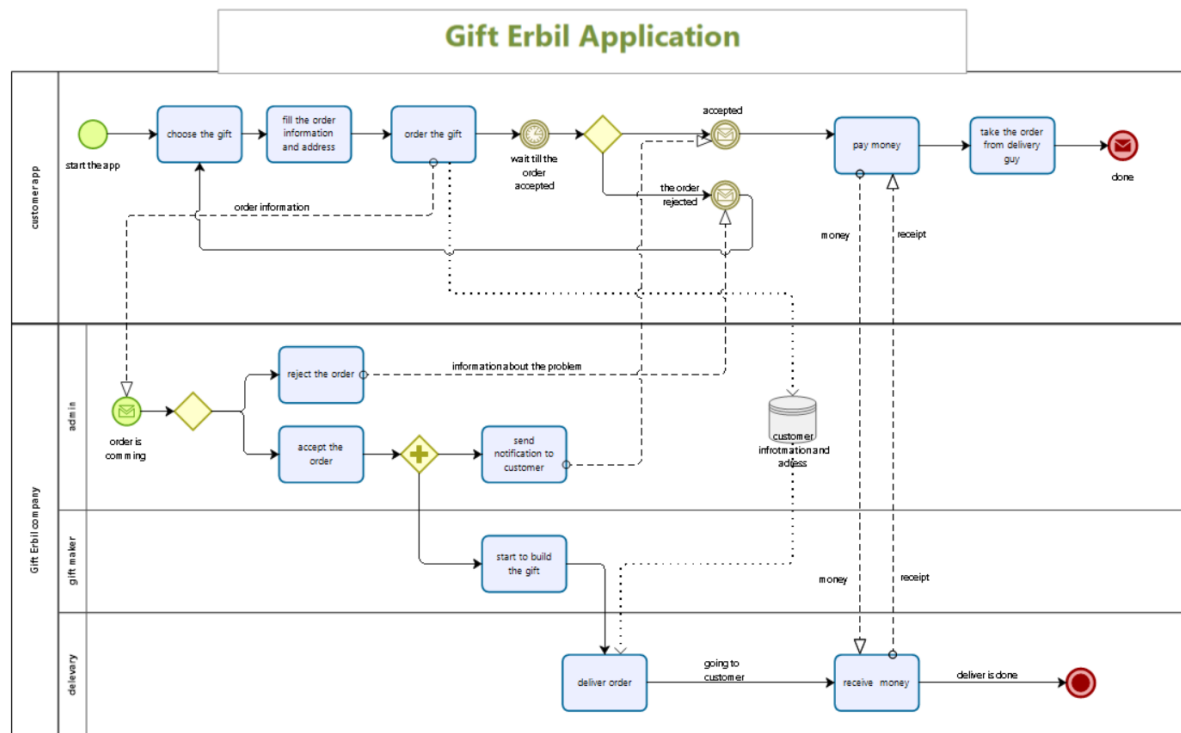 Gift Erbil Application
customer app
start the app
choose the gift
fill the order
information
and address
order the gift
wait till the
order
accepted
accepted
the order
rejected
pay money
take the order
from delivery
guy
done
order information
money
receipt
Gift Erbil company
admin
order is
comming
reject the order
information about the problem
accept the
order
send
notification to
customer
customer
infrotmation and
adress
gift maker
start to build
the gift
money
receipt
delevary
deliver order
going to
customer
receive money
deliver is done